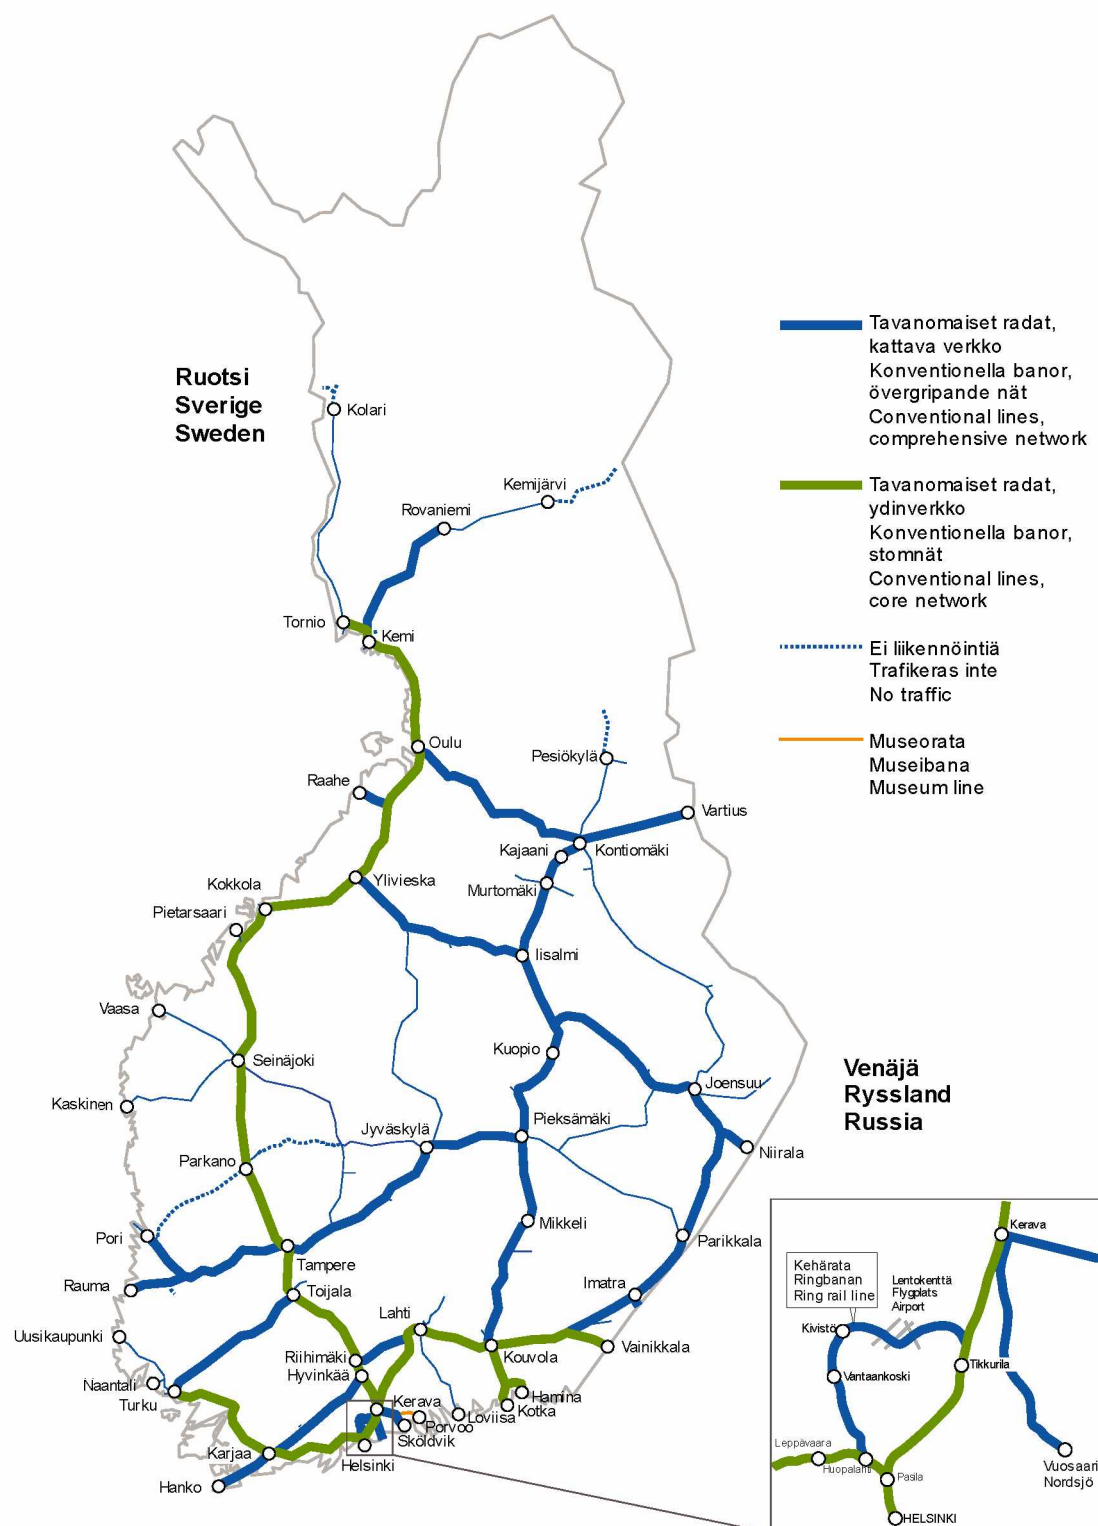 Ruotsi
Sverige
Sweden
Kolari
Kemijärvi
Rovaniemi
Tornio
Kemi
Oulu
Pesiökylä
Raahe
Vartius
Kajaani
Kontiomäki
Murtomäki
Ylivieska
Kokkola
Pietarsaari
Iisalmi
Vaasa
Kuopio
Seinäjoki
Joensuu
Kaskinen
Jyväskylä
Pieksämäki
Niirala
Parkano
Mikkeli
Pori
Parikkala
Tampere
Rauma
Toijala
Imatra
Lahti
Uusikaupunki
Riihimäki
Kouvola
Vainikkala
Hyvinkää
Naantali
Turku
Kerava
Hamina
Kotka
Porvoo
Loviisa
Sköldvik
Karjaa
Helsinki
Hanko
Tavanomaiset radat,
kattava verkko
Konventionella banor,
övergripande nät
Conventional lines,
comprehensive network
Tavanomaiset radat,
ydinverkko
Konventionella banor,
stomnät
Conventional lines,
core network
Ei liikennöintiä
Trafikeras inte
No traffic
Museorata
Museibana
Museum line
Venäjä
Ryssland
Russia
Kerava
Kehärata
Ringbanan
Ring rail line
Lentokenttä
Flygplats
Airport
Kivistö
Tikkurila
Vantaankoski
Leppävaara
Huopalahti
Pasila
Vuosaari
Nordsjö
HELSINKI